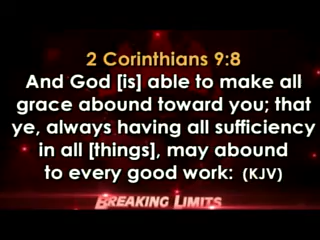 2 Corinthians 9:8
And God [is] able to make all
grace abound toward you; that
ye, always having all sufficiency
in all [things], may abound
to every good work: (KJV)
BREAKING LIMITS